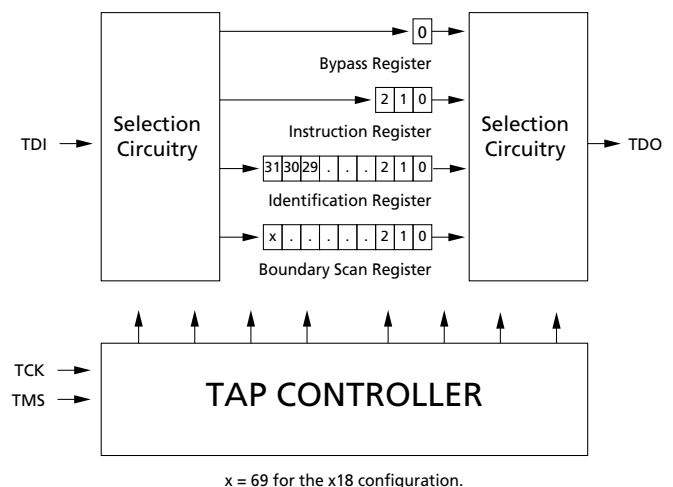 0
Bypass Register
2 1 0
Instruction Register
TDI
Selection
Circuitry
Selection
Circuitry
TDO
31 30 29 . . . 2 1 0
Identification Register
x . . . . . 2 1 0
Boundary Scan Register
TCK
TMS
TAP CONTROLLER
x = 69 for the x18 configuration.